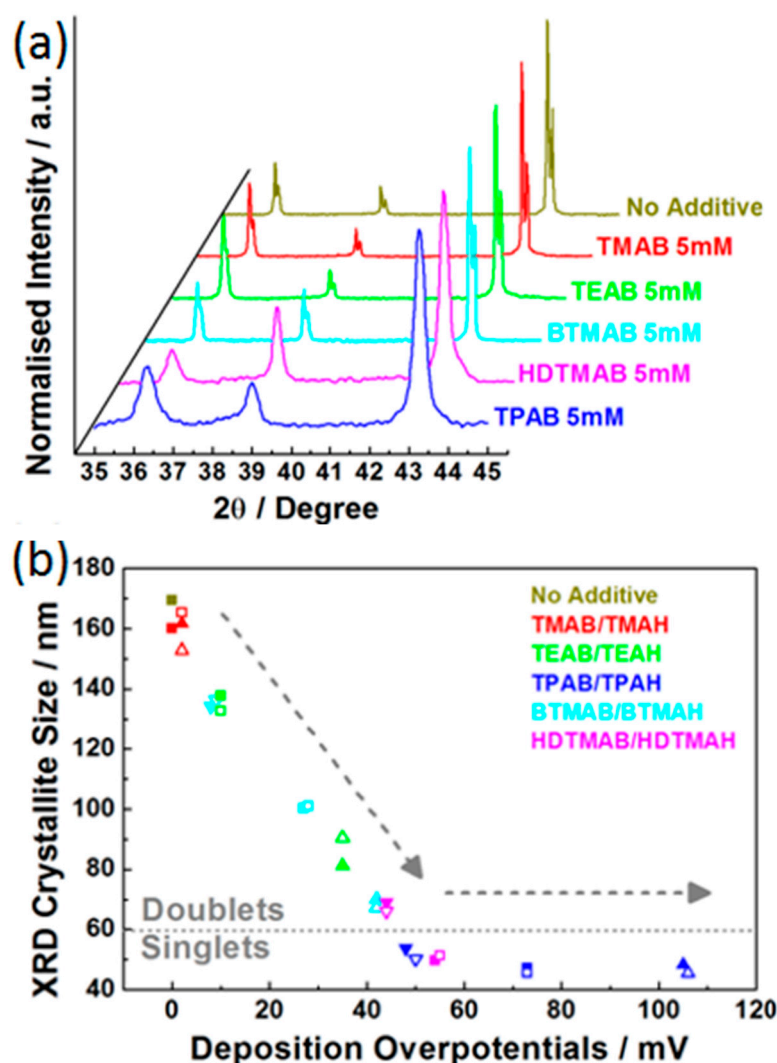 (a)
Normalised Intensity / a.u.
No Additive
TMAB 5mM
TEAB 5mM
BTMAB 5mM
HDTMAB 5mM
TPAB 5mM
35 36 37 38 39 40 41 42 43 44 45
2θ / Degree
(b)
XRD Crystallite Size / nm
180
160
140
120
100
80
60
40
No Additive
TMAB/TMAH
TEAB/TEAH
TPAB/TPAH
BTMAB/BTMAH
HDTMAB/HDTMAH
Doublets
Singlets
0 20 40 60 80 100 120
Deposition Overpotentials / mV